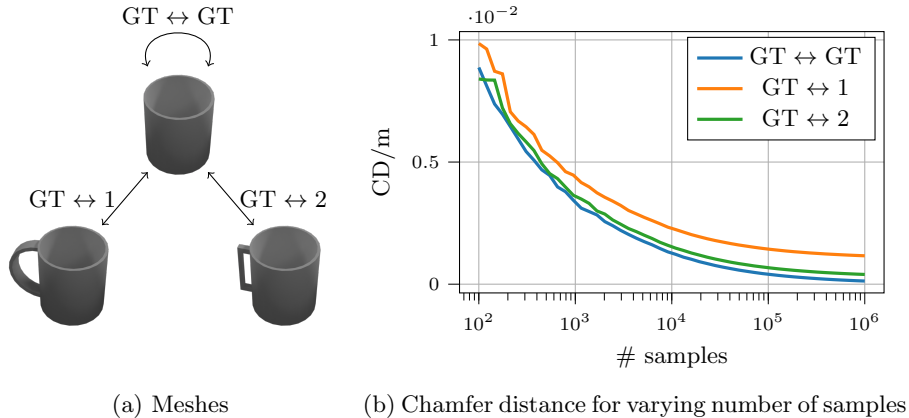 GT ↔ GT
GT ↔ 1
GT ↔ 2
(a) Meshes
·10⁻²
1
0.5
0
CD/m
10² 10³ 10⁴ 10⁵ 10⁶
# samples
GT ↔ GT
GT ↔ 1
GT ↔ 2
(b) Chamfer distance for varying number of samples